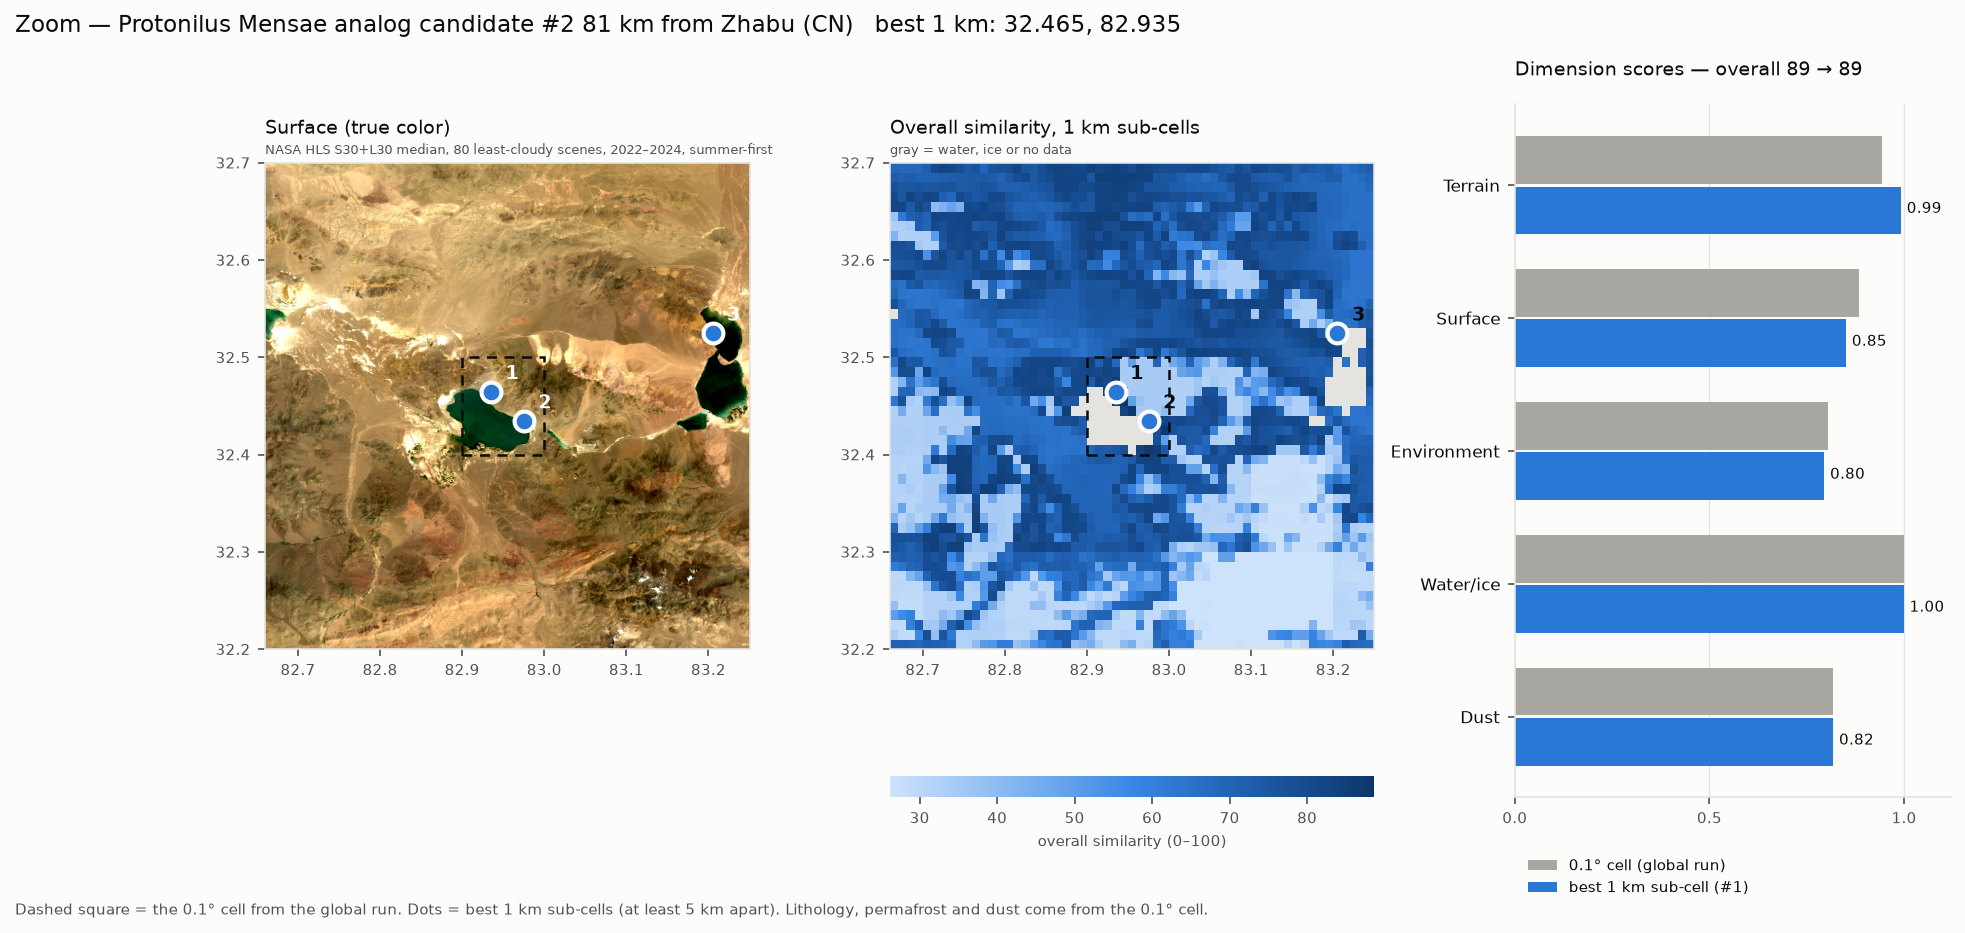 Zoom — Protonilus Mensae analog candidate #2 81 km from Zhabu (CN)   best 1 km: 32.465, 82.935
Surface (true color)
NASA HLS S30+L30 median, 80 least-cloudy scenes, 2022–2024, summer-first
32.7
32.6
32.5
32.4
32.3
32.2
82.7 82.8 82.9 83.0 83.1 83.2
1
2
3
Overall similarity, 1 km sub-cells
gray = water, ice or no data
32.7
32.6
32.5
32.4
32.3
32.2
82.7 82.8 82.9 83.0 83.1 83.2
1
2
3
30 40 50 60 70 80
overall similarity (0–100)
Dimension scores — overall 89 → 89
Terrain
0.99
Surface
0.85
Environment
0.80
Water/ice
1.00
Dust
0.82
0.0 0.5 1.0
0.1° cell (global run)
best 1 km sub-cell (#1)
Dashed square = the 0.1° cell from the global run. Dots = best 1 km sub-cells (at least 5 km apart). Lithology, permafrost and dust come from the 0.1° cell.